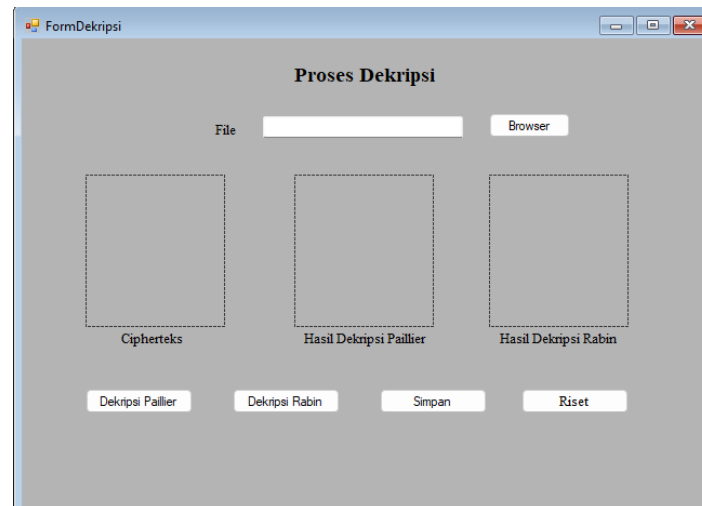 FormDekripsi
Proses Dekripsi
File Browser
Cipherteks Hasil Dekripsi Paillier Hasil Dekripsi Rabin
Dekripsi Paillier Dekripsi Rabin Simpan Riset